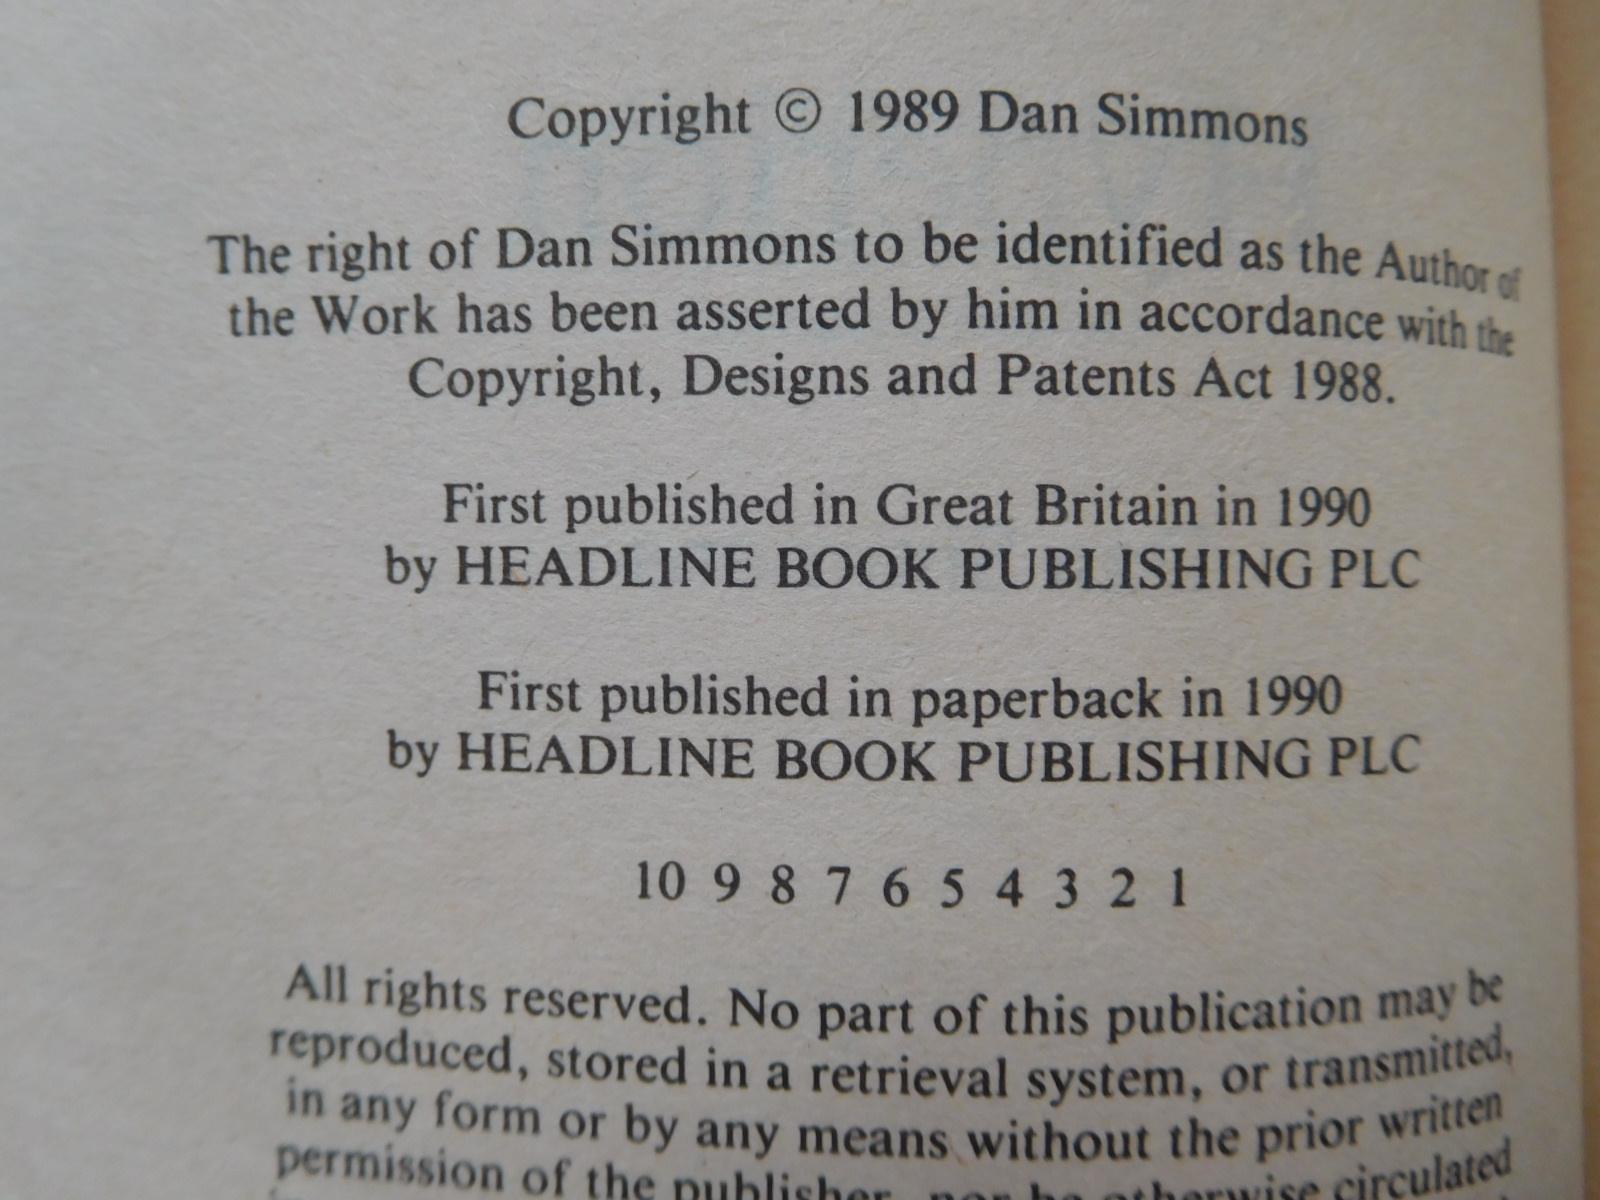 Copyright © 1989 Dan Simmons
The right of Dan Simmons to be identified as the Author of
the Work has been asserted by him in accordance with the
Copyright, Designs and Patents Act 1988.
First published in Great Britain in 1990
by HEADLINE BOOK PUBLISHING PLC
First published in paperback in 1990
by HEADLINE BOOK PUBLISHING PLC
10 9 8 7 6 5 4 3 2 1
All rights reserved. No part of this publication may be
reproduced, stored in a retrieval system, or transmitted,
in any form or by any means without the prior written
permission of the publisher, nor be otherwise circulated